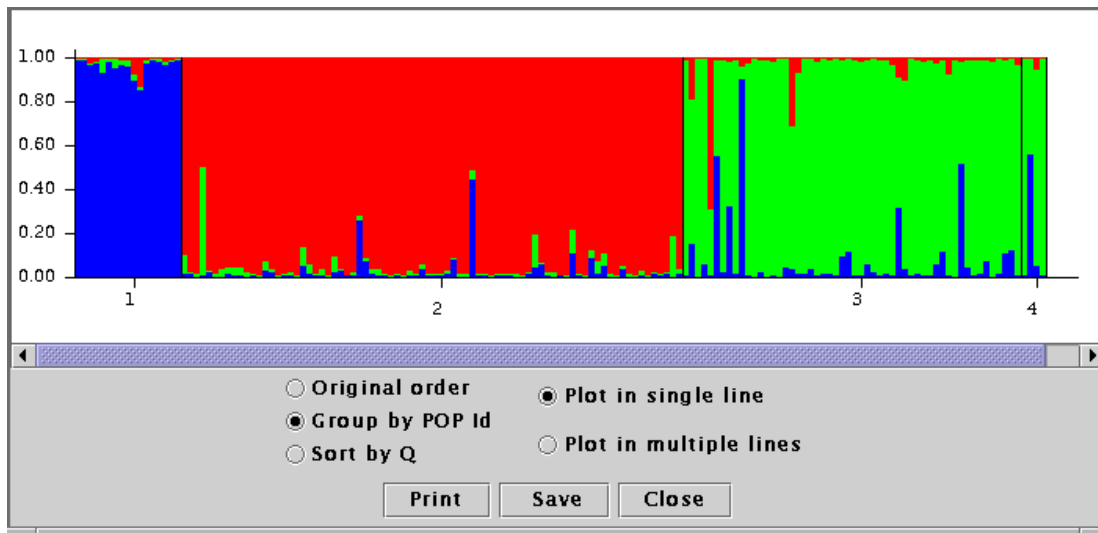 1.00
0.80
0.60
0.40
0.20
0.00
1 2 3 4
Original order
Group by POP Id
Sort by Q
Plot in single line
Plot in multiple lines
Print Save Close